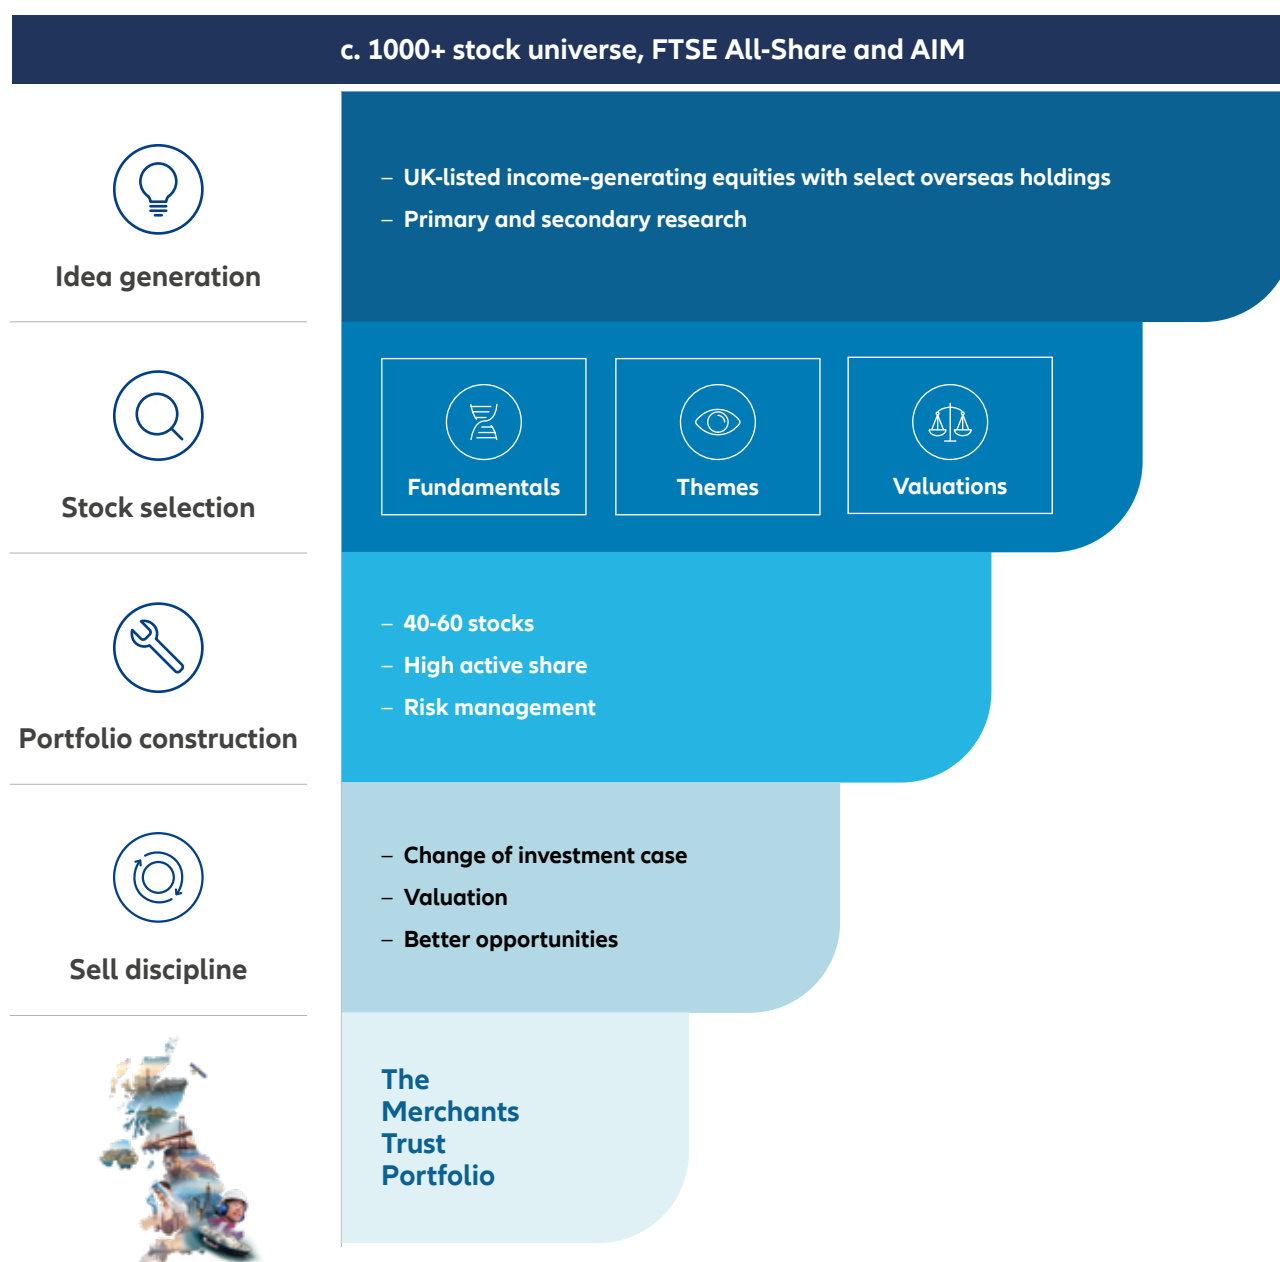 c. 1000+ stock universe, FTSE All-Share and AIM
Idea generation
– UK-listed income-generating equities with select overseas holdings
– Primary and secondary research
Stock selection
Fundamentals
Themes
Valuations
Portfolio construction
– 40-60 stocks
– High active share
– Risk management
Sell discipline
– Change of investment case
– Valuation
– Better opportunities
The
Merchants
Trust
Portfolio